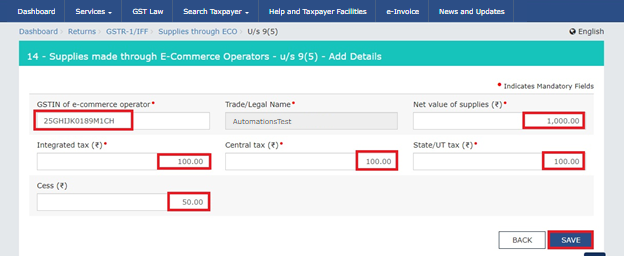 Dashboard Services GST Law Search Taxpayer Help and Taxpayer Facilities e-Invoice News and Updates
Dashboard › Returns › GSTR-1/IFF › Supplies through ECO › U/s 9(5) English
14 - Supplies made through E-Commerce Operators - u/s 9(5) - Add Details
• Indicates Mandatory Fields
GSTIN of e-commerce operator• Trade/Legal Name• Net value of supplies (₹)•
25GHIJK0189M1CH AutomationsTest 1,000.00
Integrated tax (₹)• Central tax (₹)• State/UT tax (₹)•
100.00 100.00 100.00
Cess (₹)
50.00
BACK SAVE